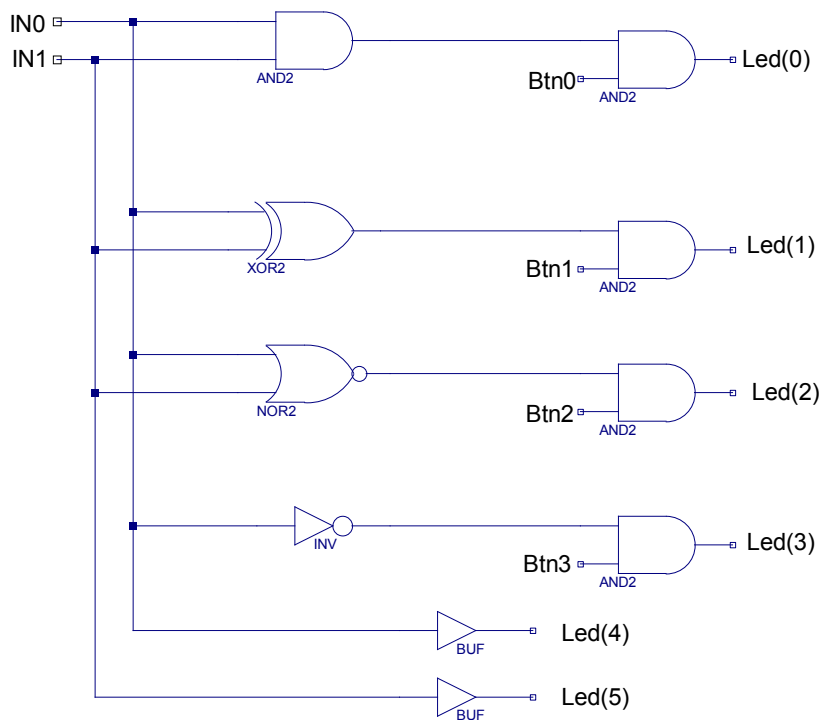 IN0
IN1
AND2
Btn0
AND2
Led(0)
XOR2
Btn1
AND2
Led(1)
NOR2
Btn2
AND2
Led(2)
INV
Btn3
AND2
Led(3)
BUF
Led(4)
BUF
Led(5)